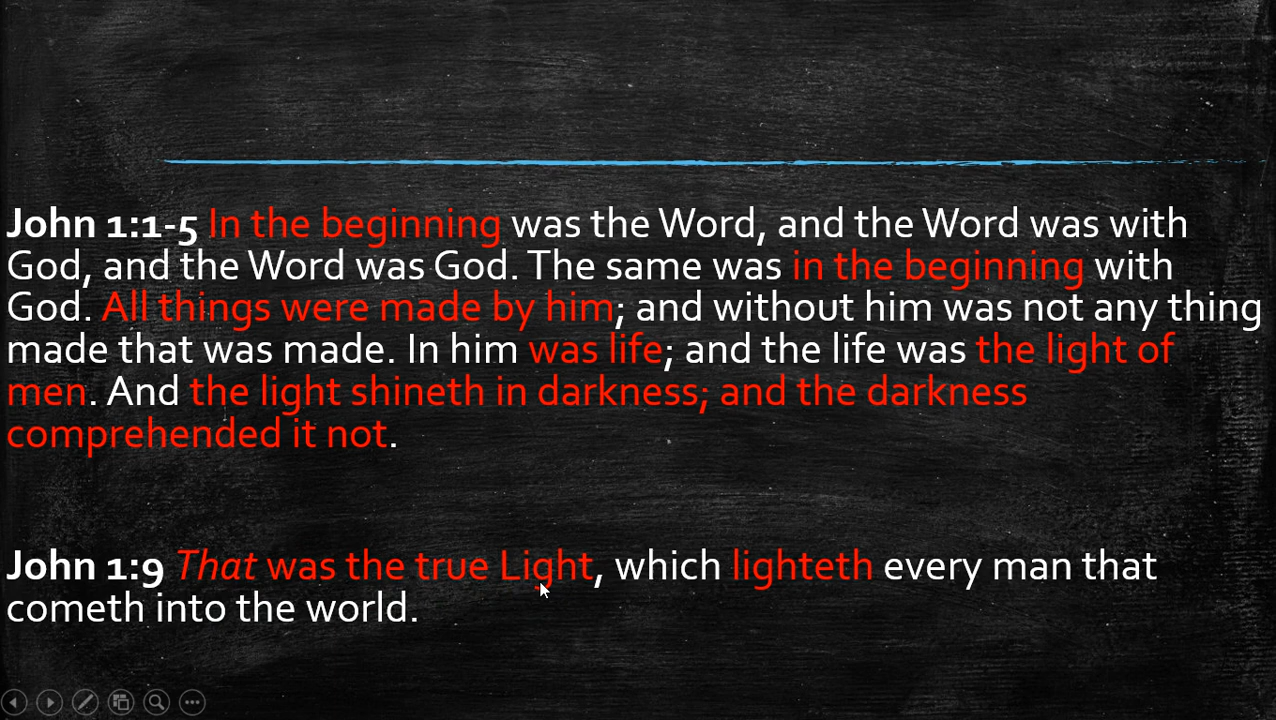 John 1:1-5 In the beginning was the Word, and the Word was with
God, and the Word was God. The same was in the beginning with
God. All things were made by him; and without him was not any thing
made that was made. In him was life; and the life was the light of
men. And the light shineth in darkness; and the darkness
comprehended it not.
John 1:9 That was the true Light, which lighteth every man that
cometh into the world.